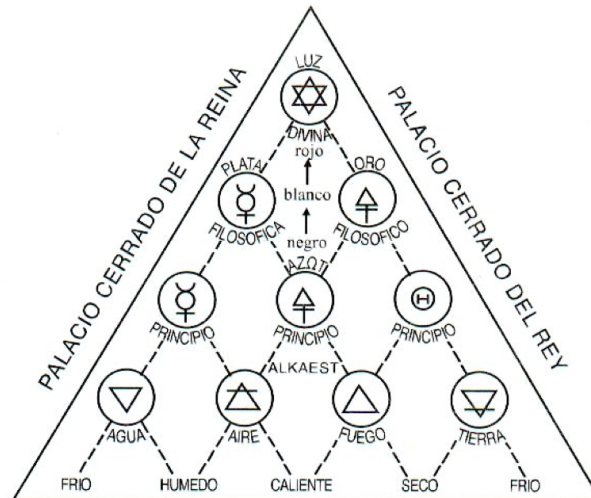 PALACIO CERRADO DE LA REINA
PALACIO CERRADO DEL REY
LUZ
DIVINA
rojo
PLATA
ORO
blanco
FILOSOFICA
FILOSOFICO
negro
AZΩT
PRINCIPIO
PRINCIPIO
PRINCIPIO
ALKAEST
AGUA
AIRE
FUEGO
TIERRA
FRIO
HUMEDO
CALIENTE
SECO
FRIO